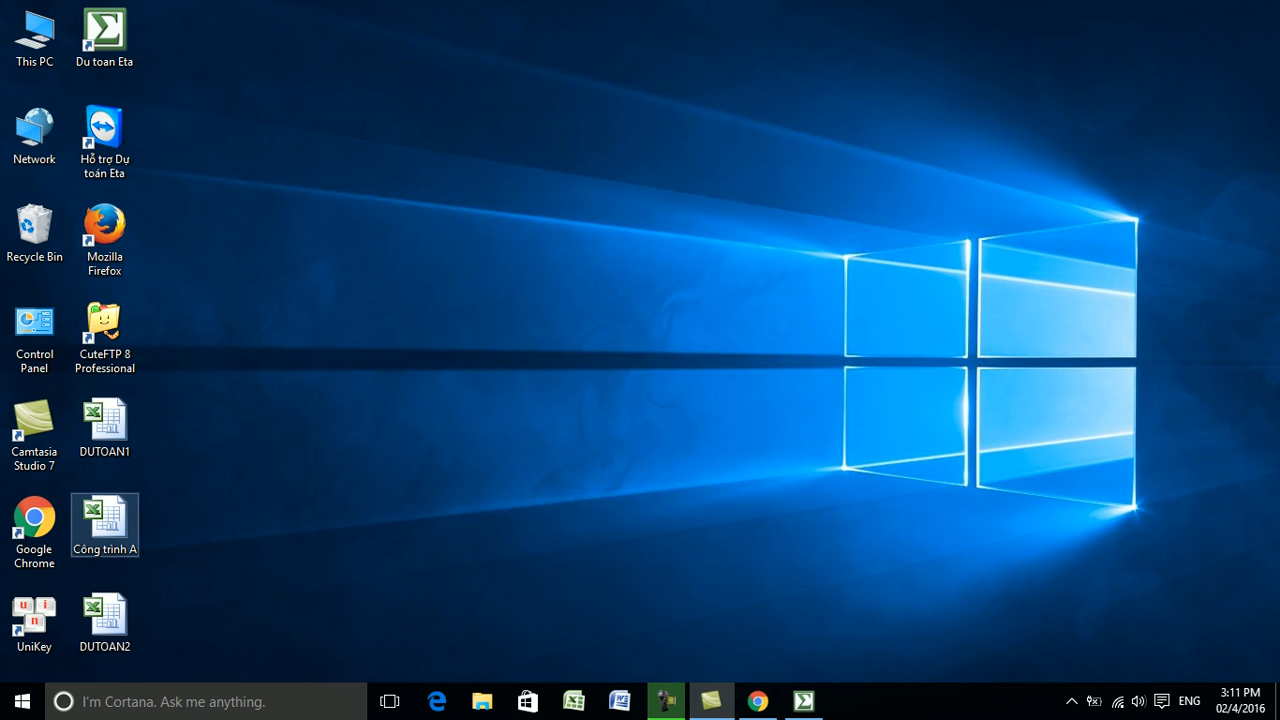 This PC
Du toan Eta
Network
Hỗ trợ Dự
toán Eta
Recycle Bin
Mozilla
Firefox
Control
Panel
CuteFTP 8
Professional
Camtasia
Studio 7
DUTOAN1
Google
Chrome
Công trình A
u i
n
UniKey
DUTOAN2
I'm Cortana. Ask me anything.
ENG
3:11 PM
02/4/2016